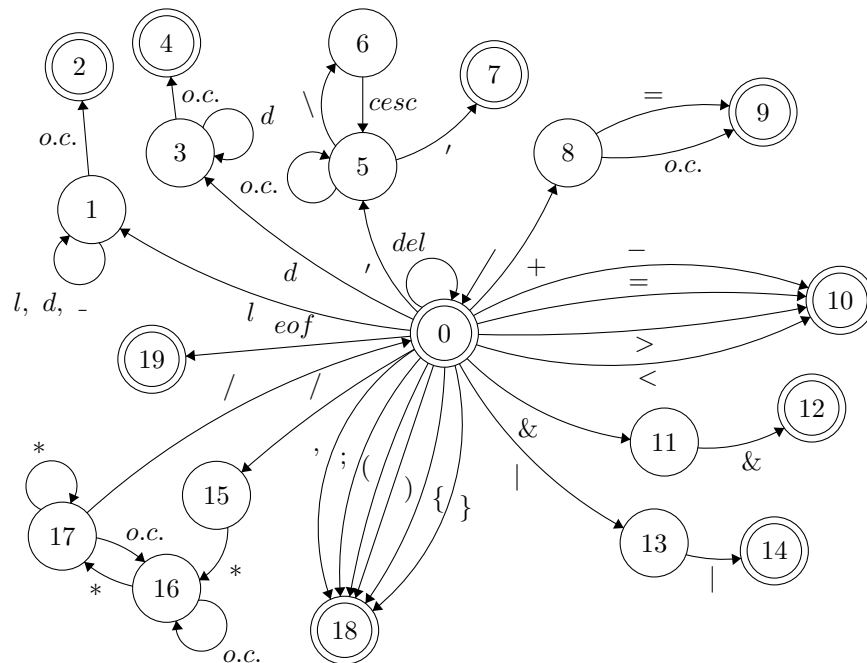 4 6
2 7
o.c. = 9
\ cesc
d
3 8
o.c. 5 o.c.
o.c. '
1
del
d ' + −
=
l, d, _ l eof 0 10
19 >
/ / <
12
, ; ( ) { } & 11 &
* |
17 15
o.c. 13 14
* 16 * |
18
o.c.